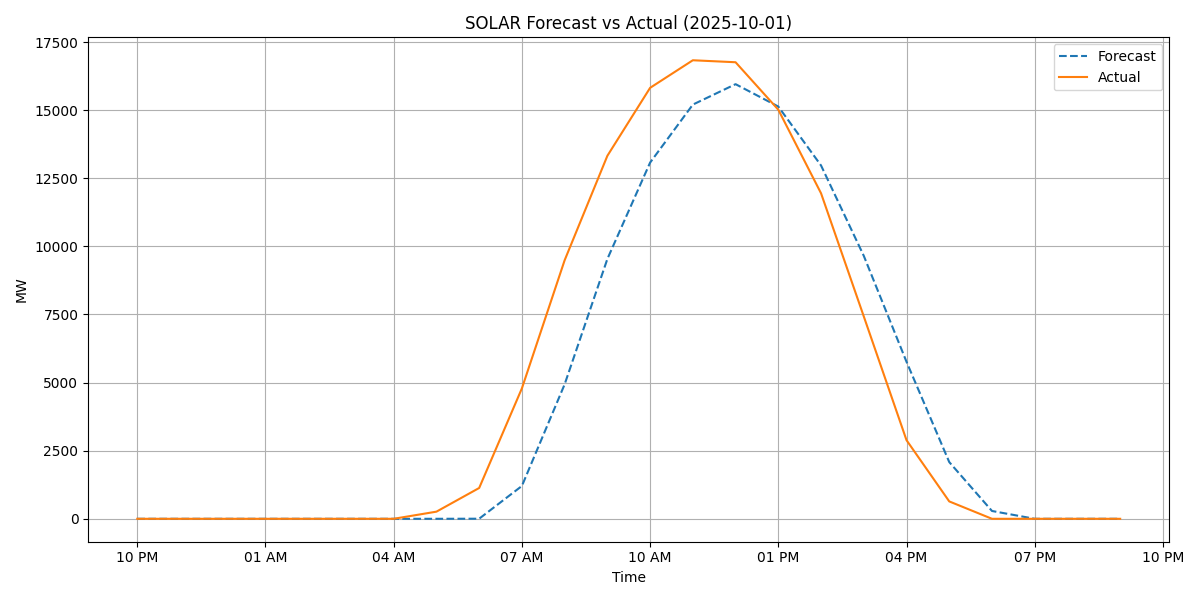 SOLAR Forecast vs Actual (2025-10-01)
17500
15000
12500
10000
7500
5000
2500
0
MW
Forecast
Actual
10 PM 01 AM 04 AM 07 AM 10 AM 01 PM 04 PM 07 PM 10 PM
Time